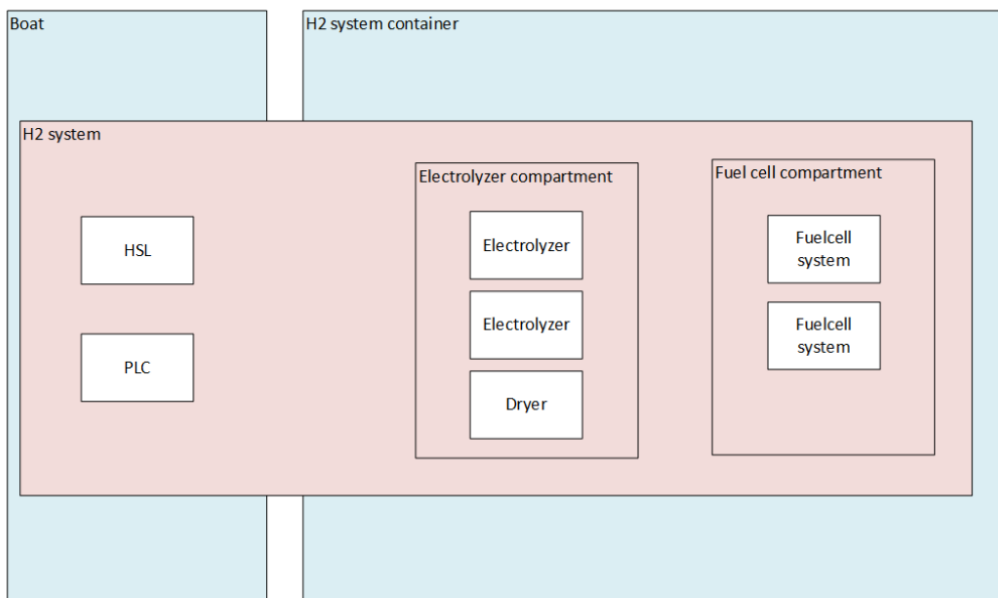 Boat
H2 system container
H2 system
Electrolyzer compartment
Fuel cell compartment
HSL
PLC
Electrolyzer
Electrolyzer
Dryer
Fuelcell
system
Fuelcell
system